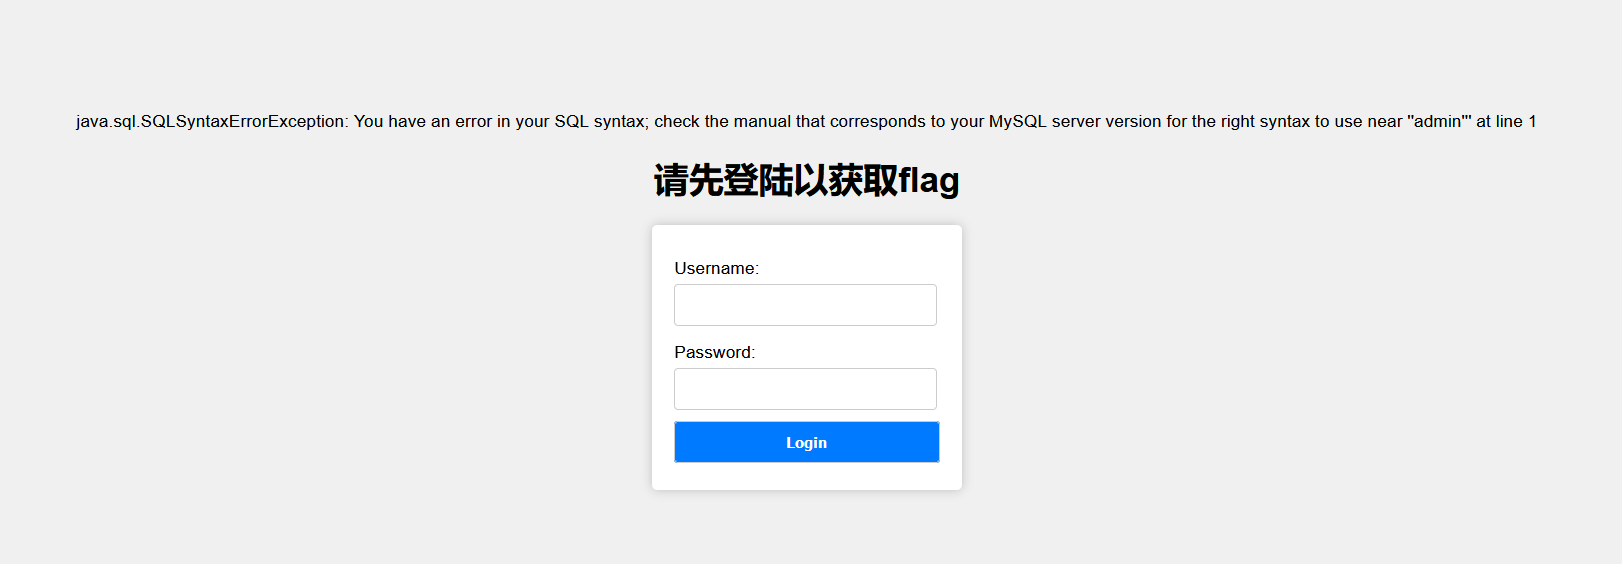 java.sql.SQLSyntaxErrorException: You have an error in your SQL syntax; check the manual that corresponds to your MySQL server version for the right syntax to use near ''admin''' at line 1
请先登陆以获取flag
Username:
Password:
Login